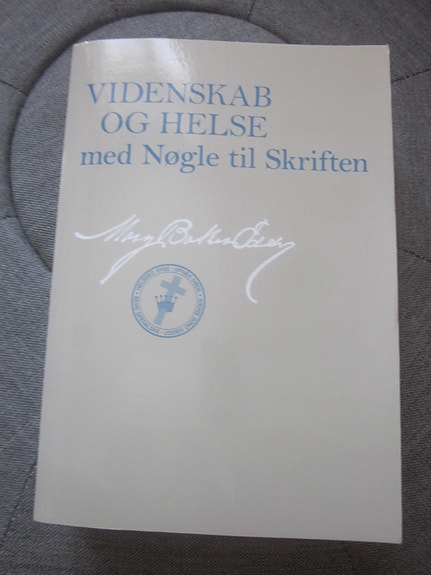 VIDENSKAB
OG HELSE
med Nøgle til Skriften
Mary Baker Eddy